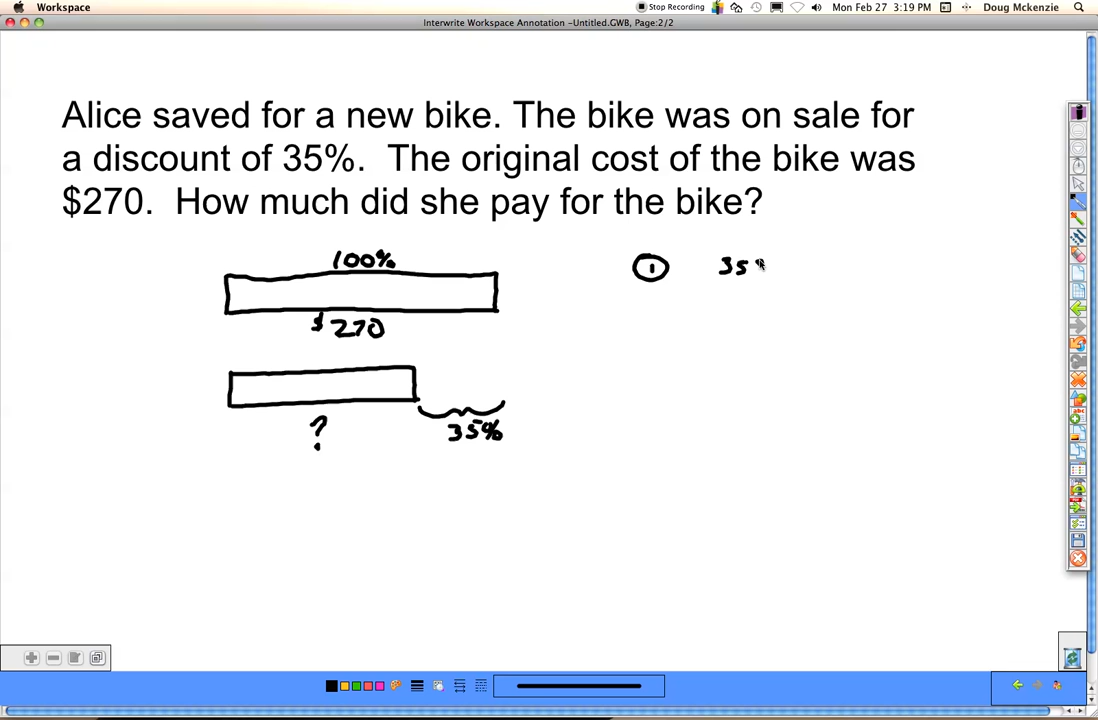 Workspace
Stop Recording
Mon Feb 27 3:19 PM
Doug Mckenzie
Interwrite Workspace Annotation -Untitled.GWB, Page:2/2
Alice saved for a new bike. The bike was on sale for
a discount of 35%. The original cost of the bike was
$270. How much did she pay for the bike?
100%
① 35
$270
?
35%